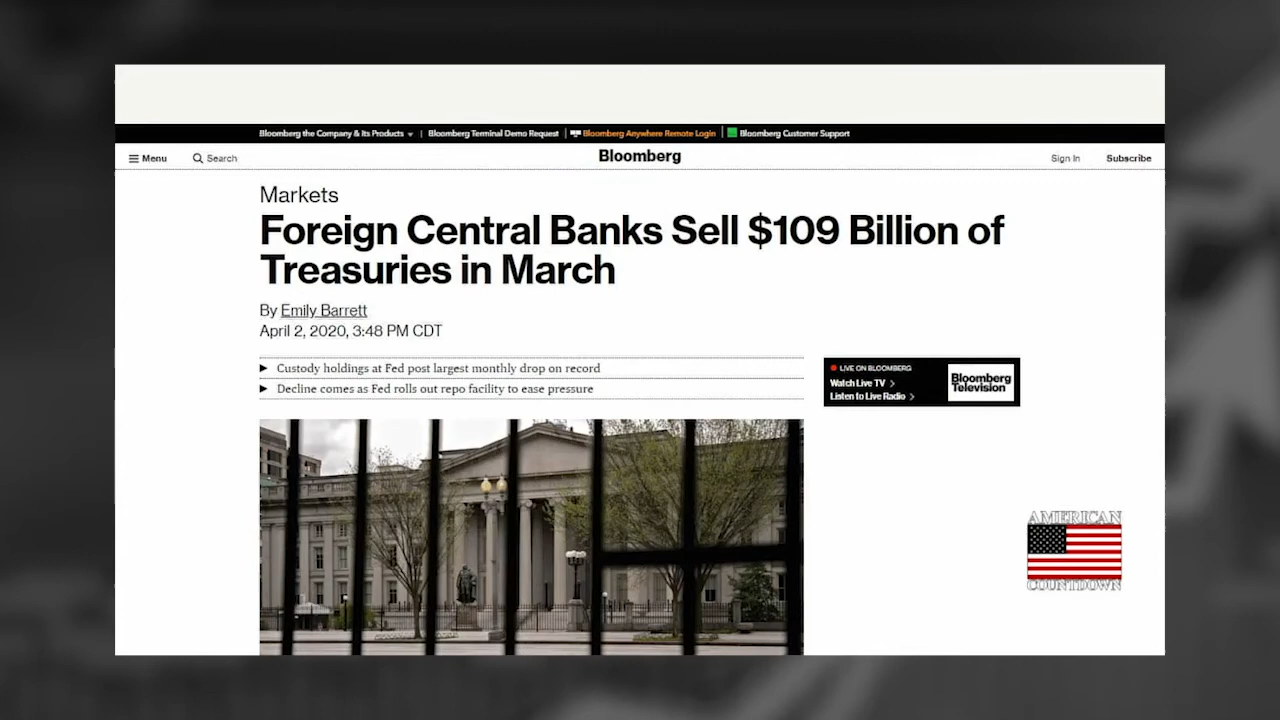 Bloomberg the Company & Its Products | Bloomberg Terminal Demo Request | Bloomberg Anywhere Remote Login | Bloomberg Customer Support
Menu Search Bloomberg Sign In Subscribe
Markets
Foreign Central Banks Sell $109 Billion of
Treasuries in March
By Emily Barrett
April 2, 2020, 3:48 PM CDT
Custody holdings at Fed post largest monthly drop on record
Decline comes as Fed rolls out repo facility to ease pressure
LIVE ON BLOOMBERG
Watch Live TV
Listen to Live Radio
Bloomberg
Television
AMERICAN
COUNTDOWN